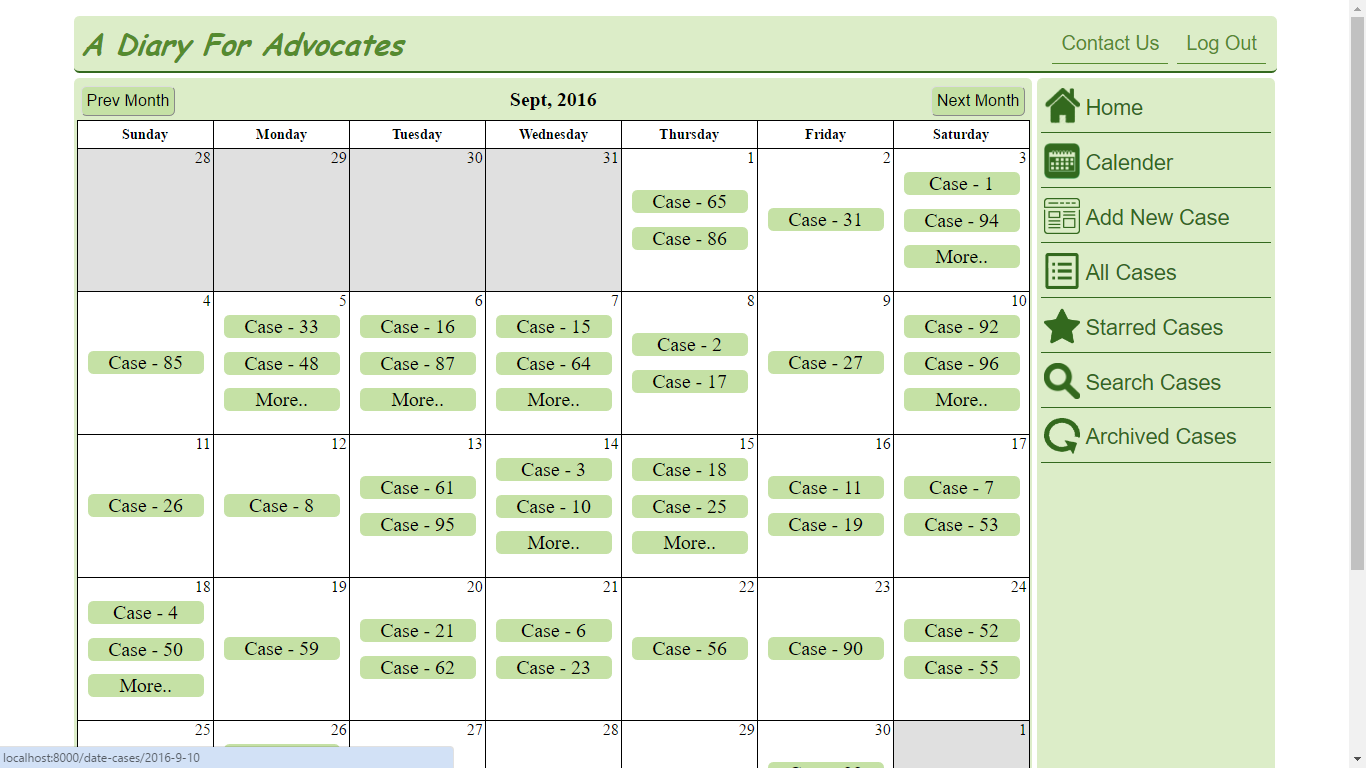 A Diary For Advocates
Contact Us Log Out
Prev Month Sept, 2016 Next Month
Sunday Monday Tuesday Wednesday Thursday Friday Saturday
28 29 30 31 1 2 3
Case - 1
Case - 65
Case - 31 Case - 94
Case - 86
More..
4 5 6 7 8 9 10
Case - 33 Case - 16 Case - 15 Case - 92
Case - 2
Case - 85 Case - 48 Case - 87 Case - 64 Case - 27 Case - 96
Case - 17
More.. More.. More.. More..
11 12 13 14 15 16 17
Case - 3 Case - 18
Case - 61 Case - 11 Case - 7
Case - 26 Case - 8 Case - 10 Case - 25
Case - 95 Case - 19 Case - 53
More.. More..
18 19 20 21 22 23 24
Case - 4
Case - 21 Case - 6 Case - 52
Case - 50 Case - 59 Case - 56 Case - 90
Case - 62 Case - 23 Case - 55
More..
25 26 27 28 29 30 1
Home
Calender
Add New Case
All Cases
Starred Cases
Search Cases
Archived Cases
localhost:8000/date-cases/2016-9-10